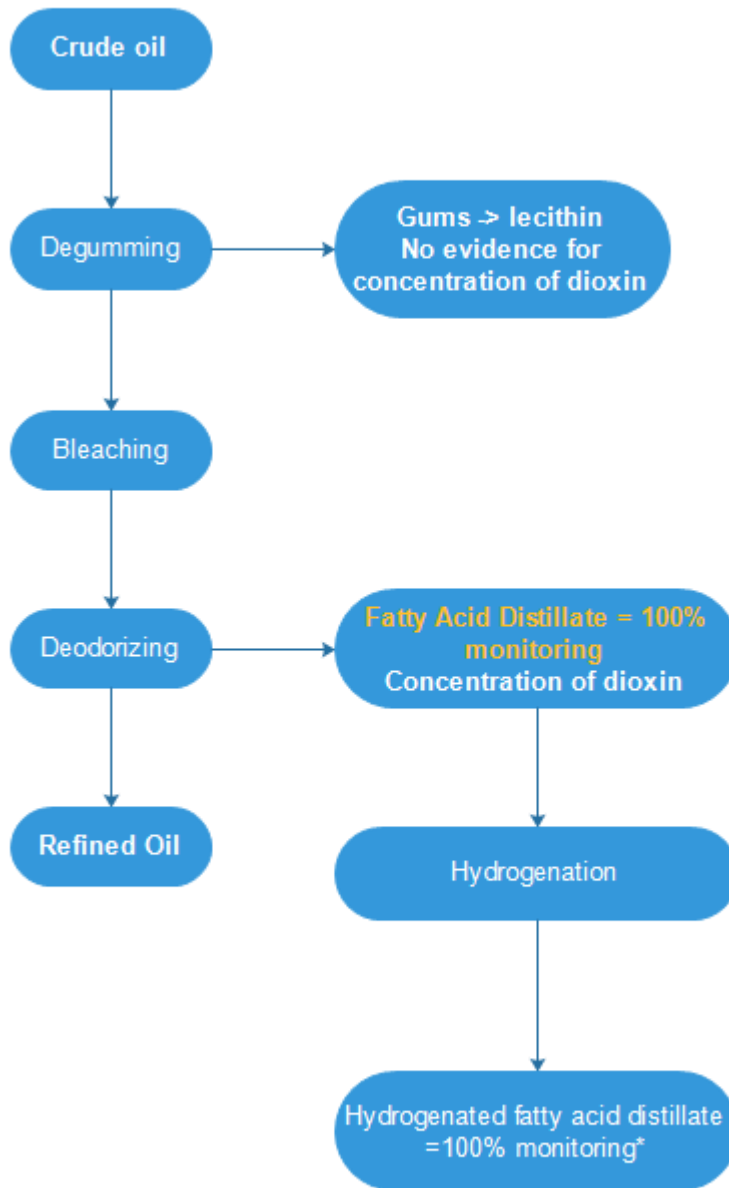 Crude oil
Degumming
Gums -> lecithin
No evidence for
concentration of dioxin
Bleaching
Deodorizing
Fatty Acid Distillate = 100%
monitoring
Concentration of dioxin
Refined Oil
Hydrogenation
Hydrogenated fatty acid distillate
=100% monitoring*